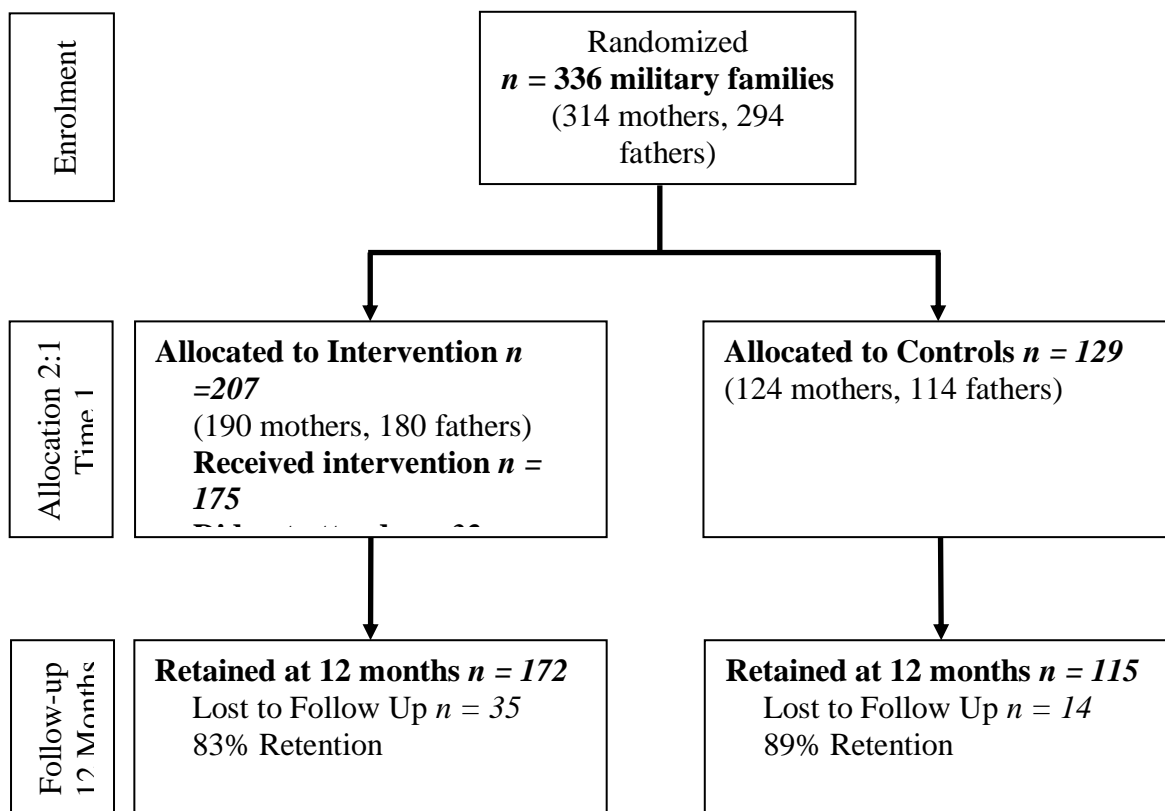 Enrolment
Randomized
n = 336 military families
(314 mothers, 294
fathers)
Allocation 2:1
Time 1
Allocated to Intervention n
=207
(190 mothers, 180 fathers)
Received intervention n =
175
Allocated to Controls n = 129
(124 mothers, 114 fathers)
Follow-up
12 Months
Retained at 12 months n = 172
Lost to Follow Up n = 35
83% Retention
Retained at 12 months n = 115
Lost to Follow Up n = 14
89% Retention